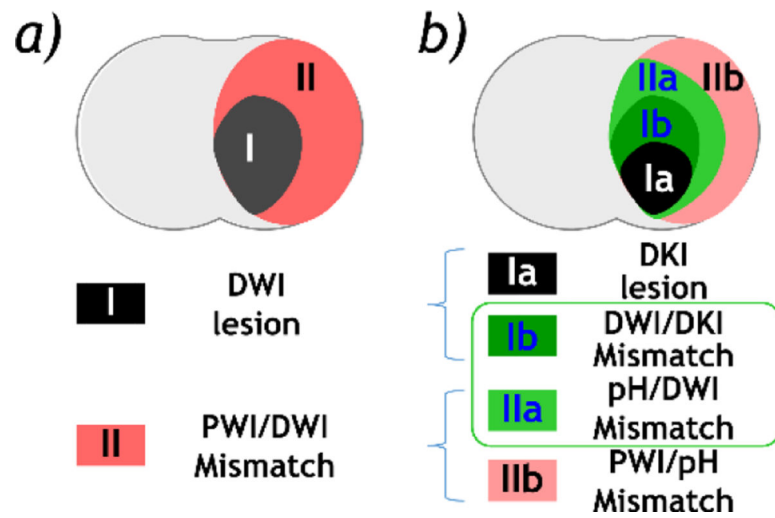 a)
II
I
I
DWI
lesion
II
PWI/DWI
Mismatch
b)
IIa
IIb
Ib
Ia
Ia
DKI
lesion
Ib
DWI/DKI
Mismatch
IIa
pH/DWI
Mismatch
IIb
PWI/pH
Mismatch